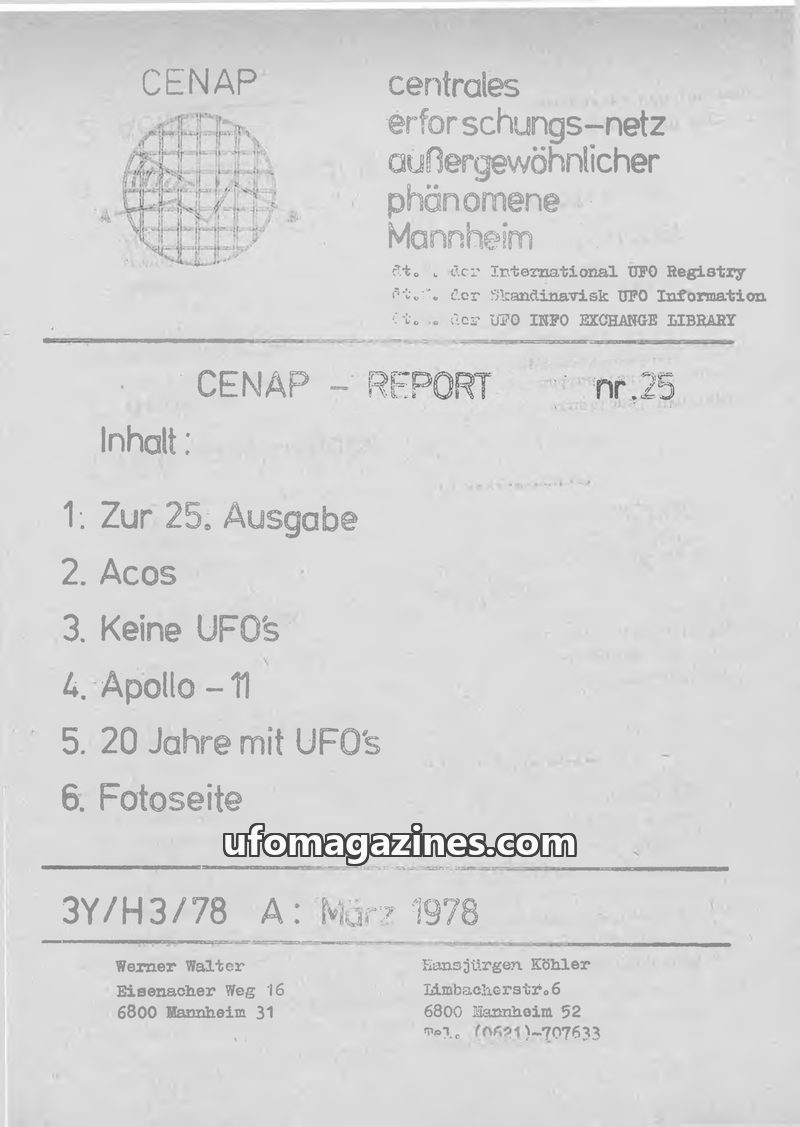 CENAP
centrales
erforschungs-netz
außergewöhnlicher
phänomene
Mannheim
der International UFO Registry
der Skandinavisk UFO Information
der UFO INFO EXCHANGE LIBRARY
A B
CENAP - REPORT nr.25
Inhalt:
1. Zur 25. Ausgabe
2. Acos
3. Keine UFO's
4. Apollo - 11
5. 20 Jahre mit UFO's
6. Fotoseite
ufomagazines.com
3Y/H3/78 A: März 1978
Werner Walter
Eisenacher Weg 16
6800 Mannheim 31
Hansjürgen Köhler
Limbacherstr.6
6800 Mannheim 52
Tel. (0621)-707633